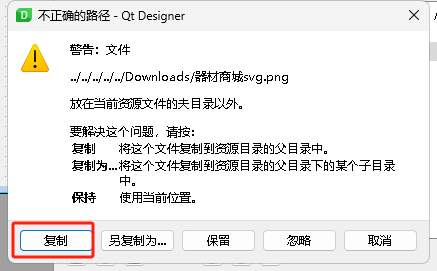 不正确的路径 - Qt Designer
警告：文件
../../../../../Downloads/器材商城svg.png
放在当前资源文件的夫目录以外。
要解决这个问题，请按：
复制 将这个文件复制到资源目录的父目录中。
复制为... 将这个文件复制到资源目录的父目录下的某个子目录
中。
保持 使用当前位置。
复制 另复制为... 保留 忽略 取消